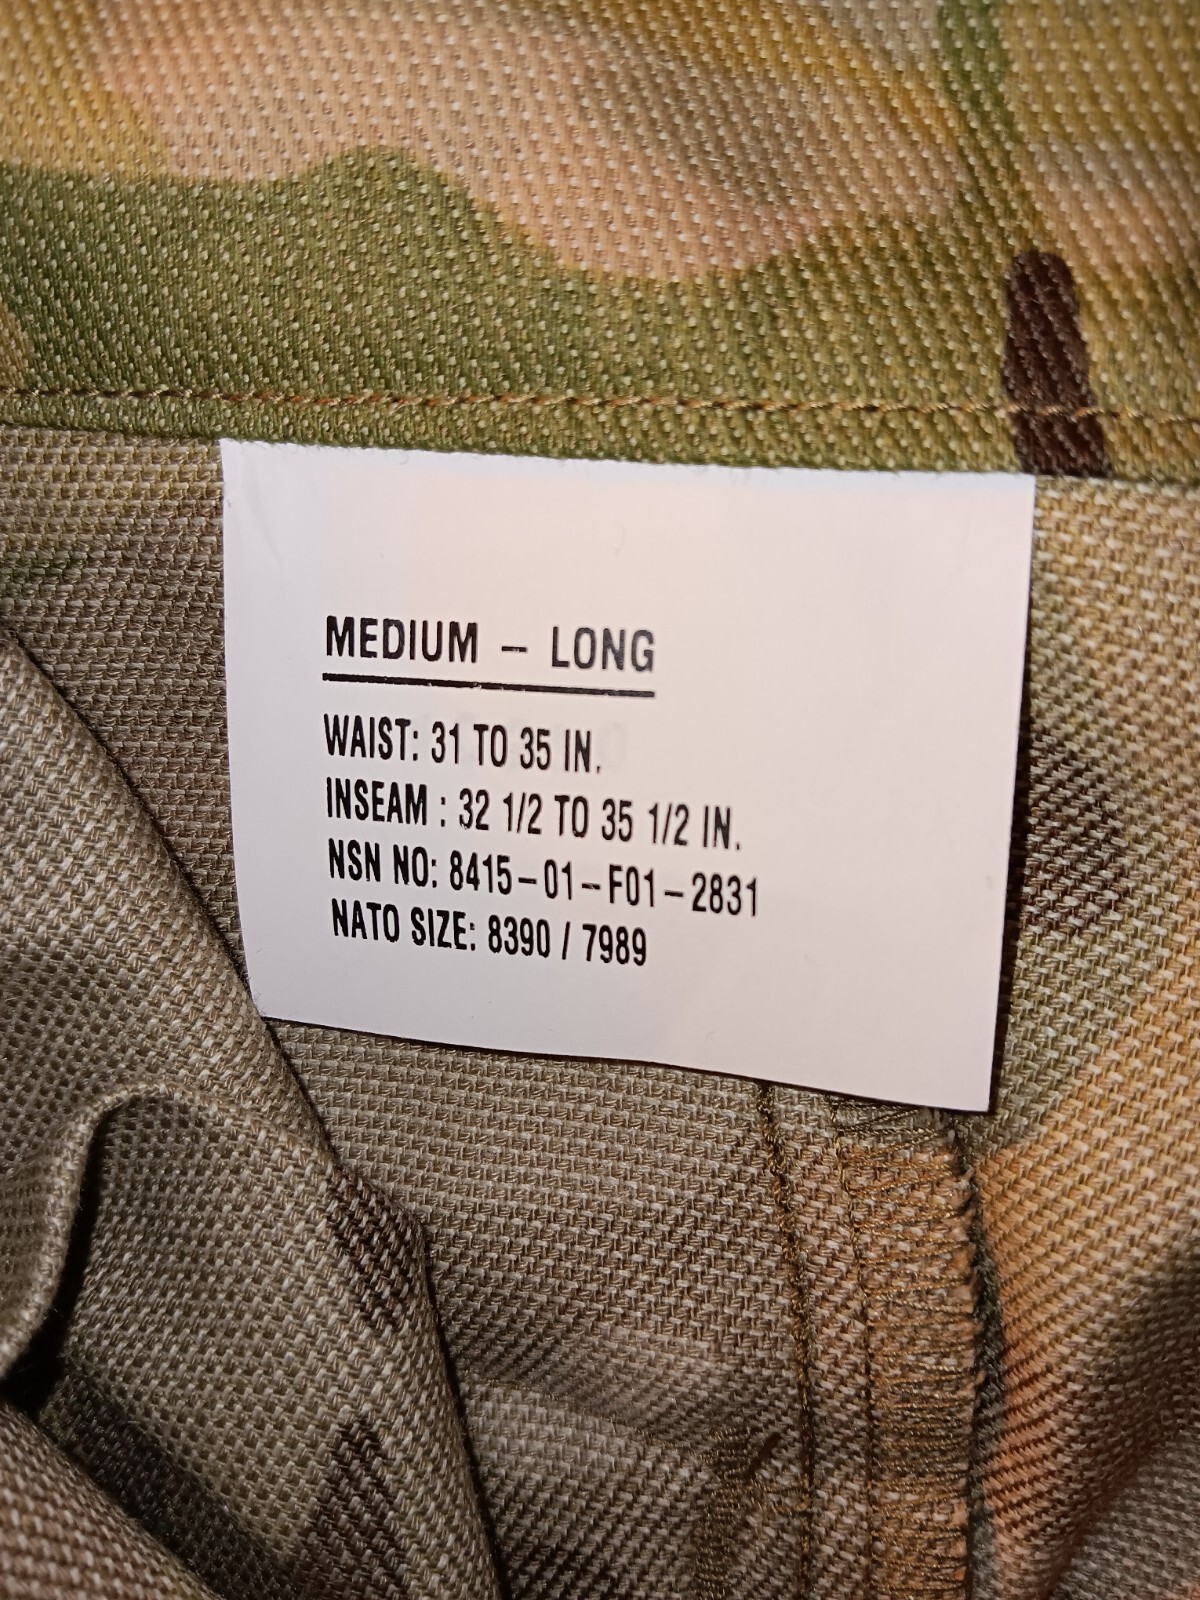 MEDIUM – LONG
WAIST: 31 TO 35 IN.
INSEAM : 32 1/2 TO 35 1/2 IN.
NSN NO: 8415–01–F01–2831
NATO SIZE: 8390 / 7989